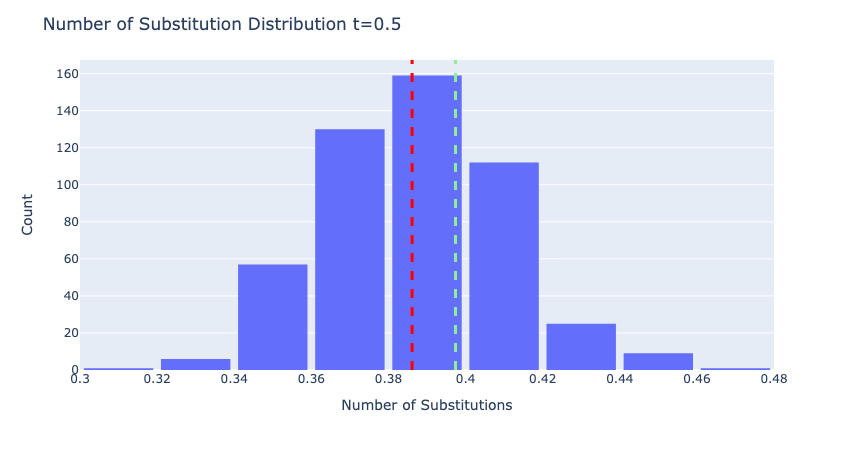 Number of Substitution Distribution t=0.5
160
140
120
100
80
60
40
20
0
Count
0.3 0.32 0.34 0.36 0.38 0.4 0.42 0.44 0.46 0.48
Number of Substitutions